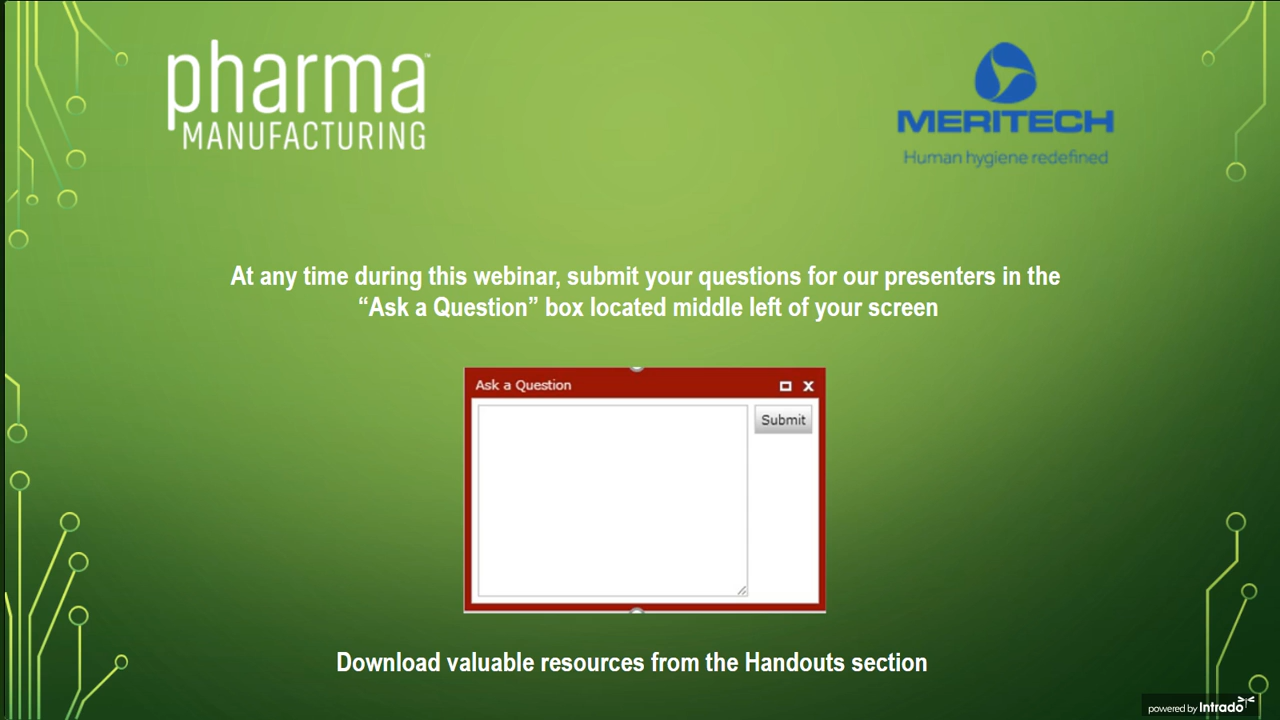 pharma™
MANUFACTURING
MERITECH
Human hygiene redefined
At any time during this webinar, submit your questions for our presenters in the
“Ask a Question” box located middle left of your screen
Ask a Question
Submit
Download valuable resources from the Handouts section
powered by Intrado